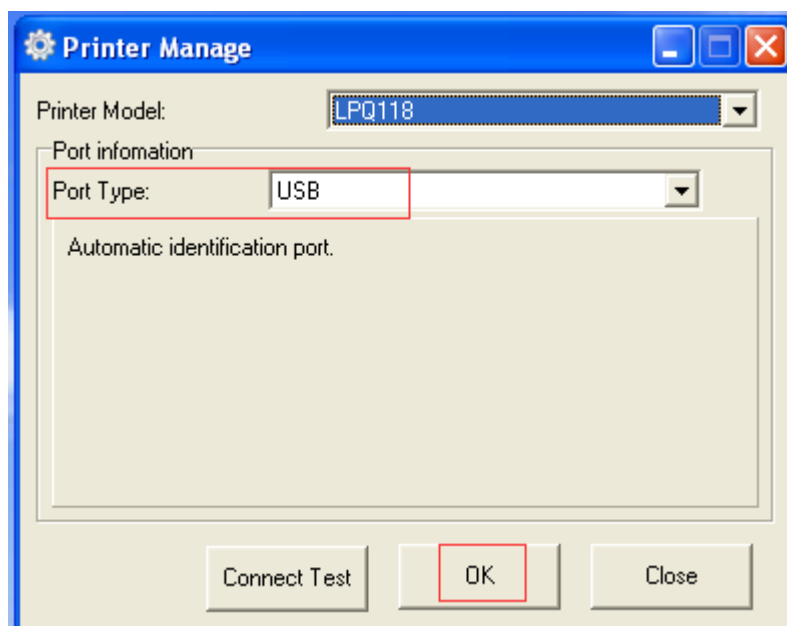 Printer Manage
Printer Model: LPQ118
Port infomation
Port Type: USB
Automatic identification port.
Connect Test OK Close